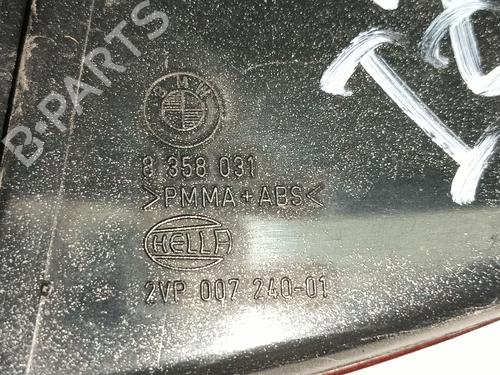 B-PARTS
BMW
8 358 031
>PMMA+ABS<
HELLA
2VP 007 240-01